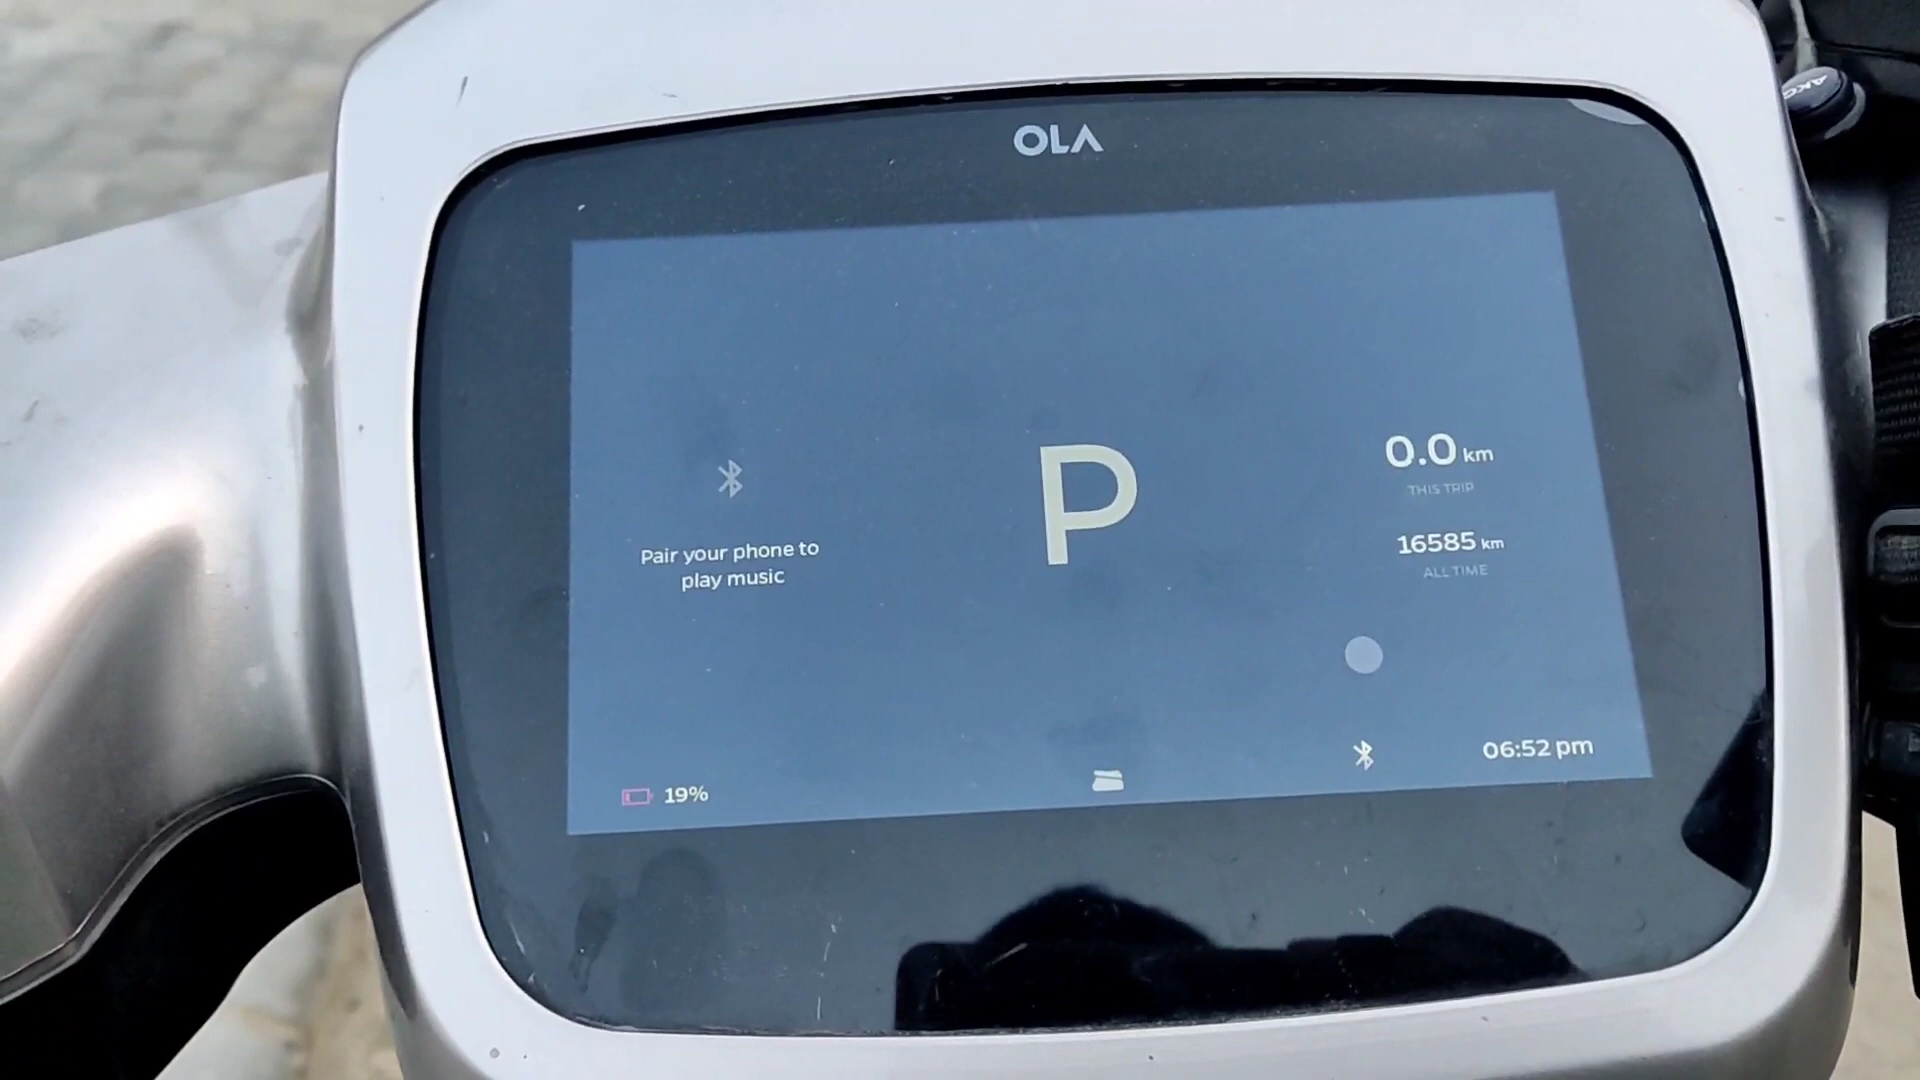 OLA
AKG
Pair your phone to
play music
P
0.0 km
THIS TRIP
16585 km
ALL TIME
19%
06:52 pm